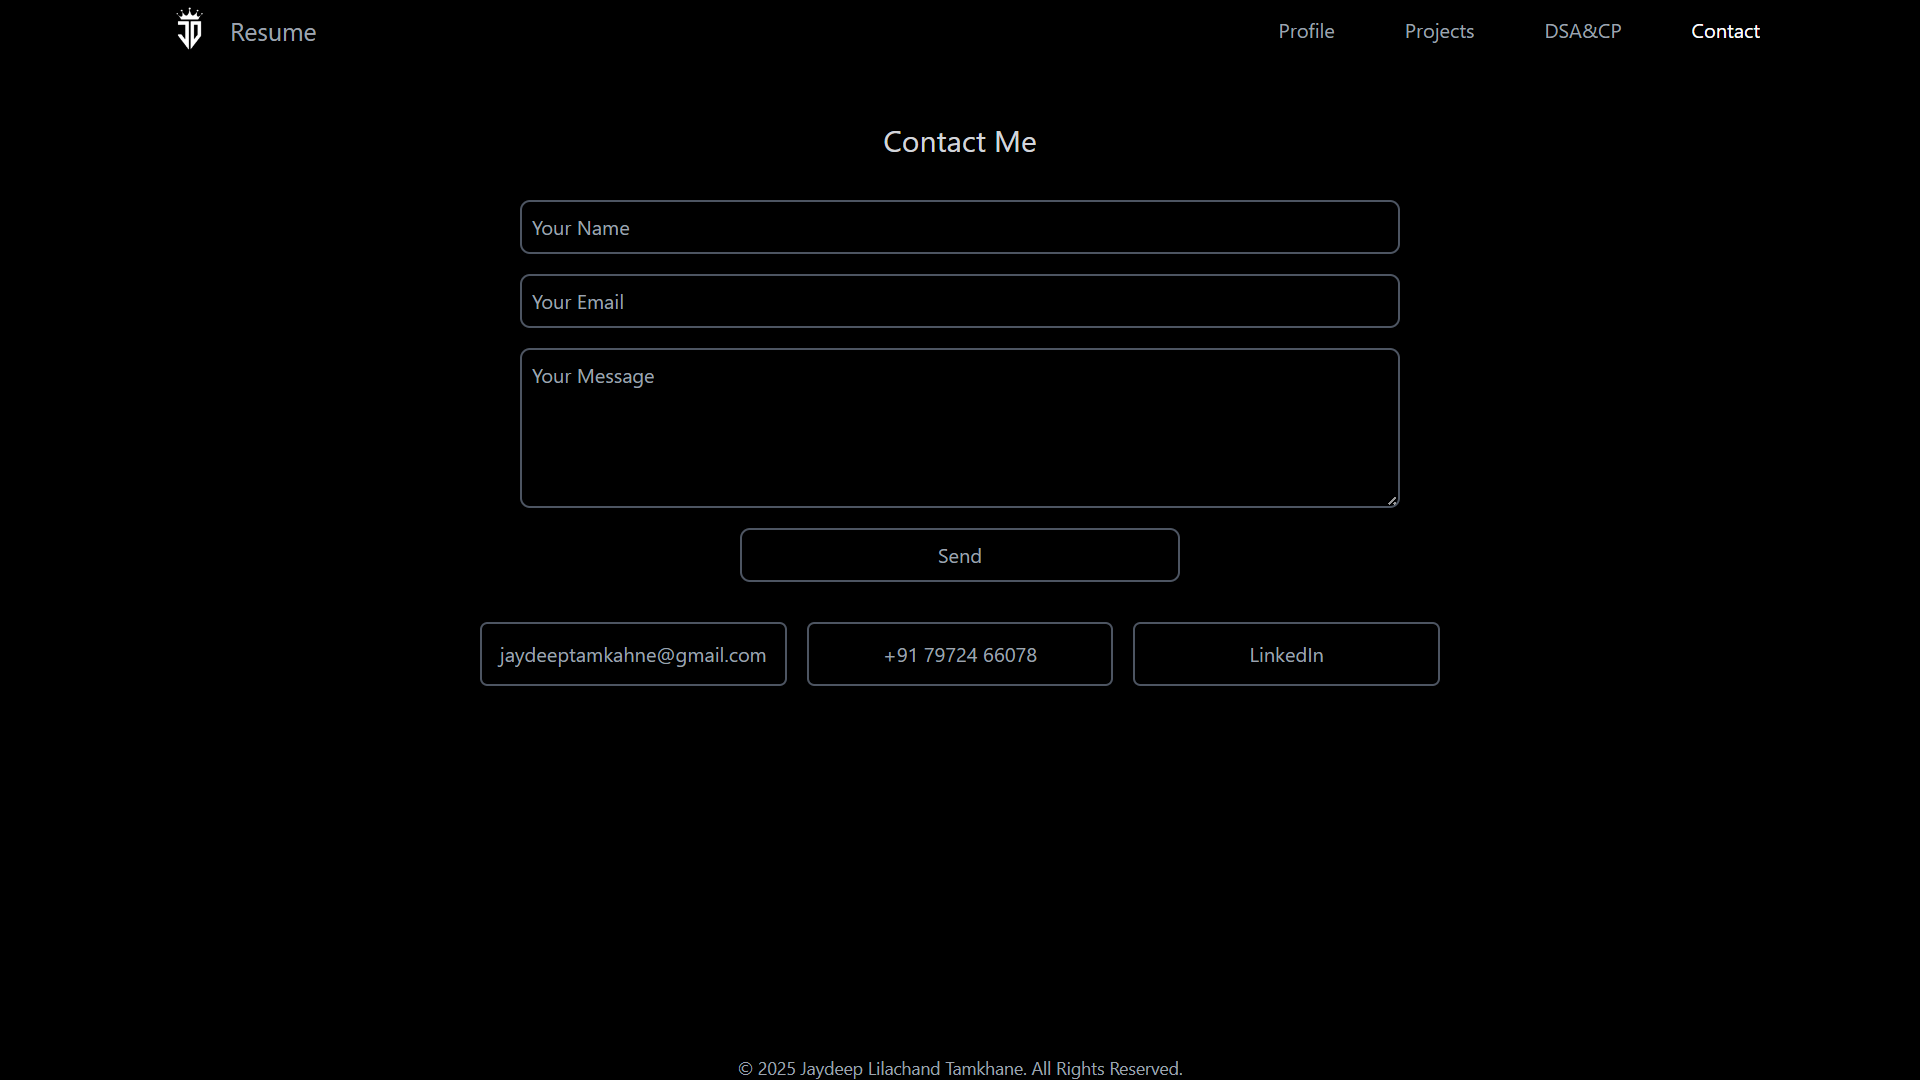 JD Resume Profile Projects DSA&CP Contact
Contact Me
Your Name
Your Email
Your Message
Send
jaydeeptamkahne@gmail.com +91 79724 66078 LinkedIn
© 2025 Jaydeep Lilachand Tamkhane. All Rights Reserved.